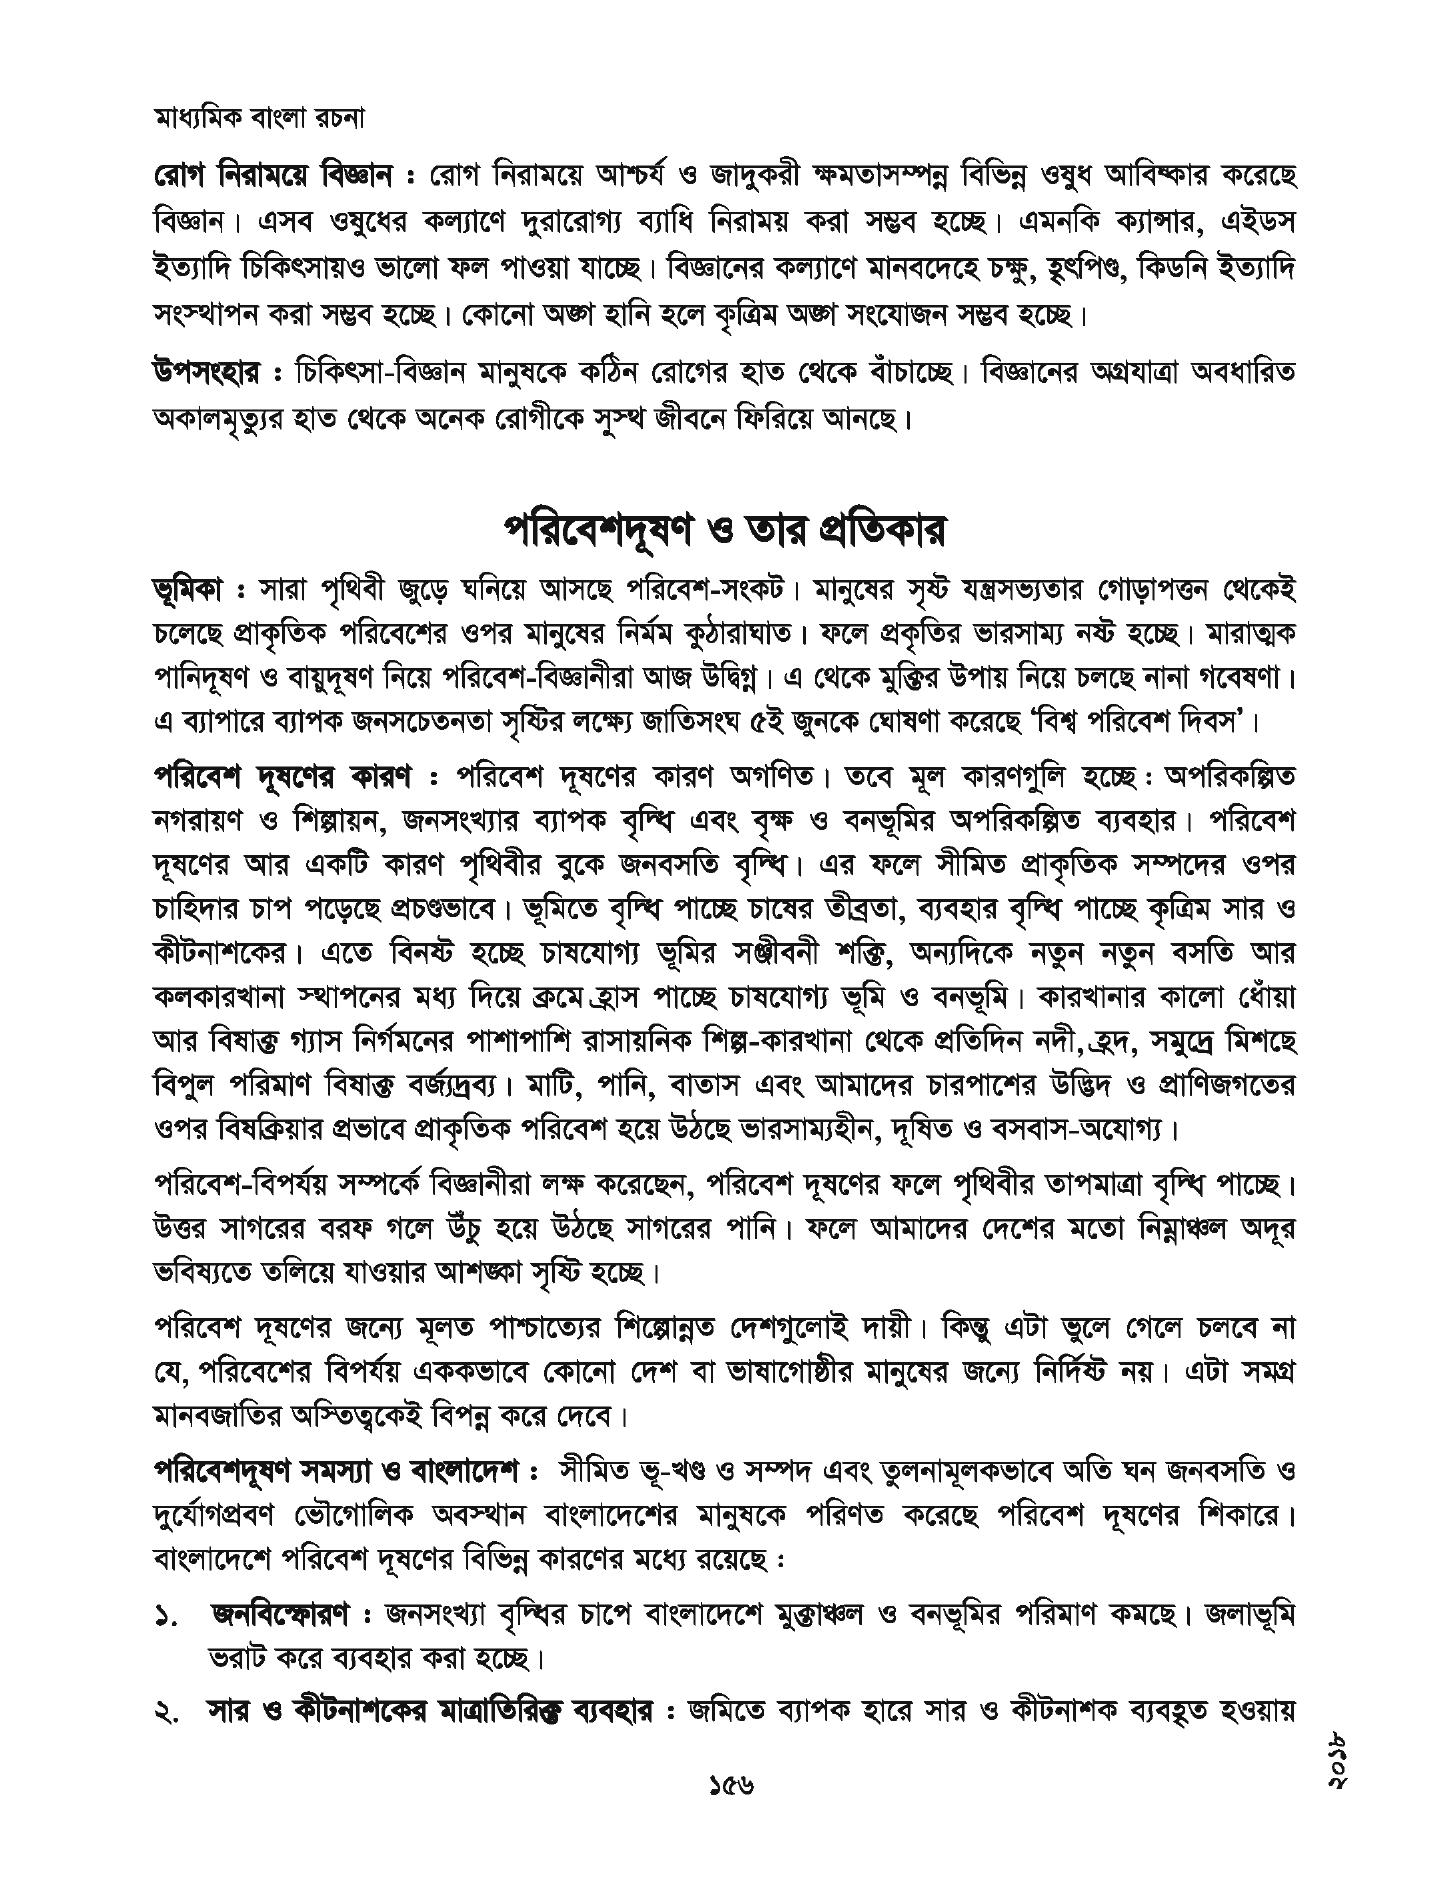 মাধ্যমিক বাংলা রচনা
রোগ নিরাময়ে বিজ্ঞান : রোগ নিরাময়ে আশ্চর্য ও জাদুকরী ক্ষমতাসম্পন্ন বিভিন্ন ওষুধ আবিষ্কার করেছে
বিজ্ঞান। এসব ওষুধের কল্যাণে দুরারোগ্য ব্যাধি নিরাময় করা সম্ভব হচ্ছে। এমনকি ক্যান্সার, এইডস
ইত্যাদি চিকিৎসায়ও ভালো ফল পাওয়া যাচ্ছে। বিজ্ঞানের কল্যাণে মানবদেহে চক্ষু, হৃৎপিণ্ড, কিডনি ইত্যাদি
সংস্থাপন করা সম্ভব হচ্ছে। কোনো অঙ্গ হানি হলে কৃত্রিম অঙ্গ সংযোজন সম্ভব হচ্ছে।
উপসংহার : চিকিৎসা-বিজ্ঞান মানুষকে কঠিন রোগের হাত থেকে বাঁচাচ্ছে। বিজ্ঞানের অগ্রযাত্রা অবধারিত
অকালমৃত্যুর হাত থেকে অনেক রোগীকে সুস্থ জীবনে ফিরিয়ে আনছে।
পরিবেশদূষণ ও তার প্রতিকার
ভূমিকা : সারা পৃথিবী জুড়ে ঘনিয়ে আসছে পরিবেশ-সংকট। মানুষের সৃষ্ট যন্ত্রসভ্যতার গোড়াপত্তন থেকেই
চলেছে প্রাকৃতিক পরিবেশের ওপর মানুষের নির্মম কুঠারাঘাত। ফলে প্রকৃতির ভারসাম্য নষ্ট হচ্ছে। মারাত্মক
পানিদূষণ ও বায়ুদূষণ নিয়ে পরিবেশ-বিজ্ঞানীরা আজ উদ্বিগ্ন। এ থেকে মুক্তির উপায় নিয়ে চলছে নানা গবেষণা।
এ ব্যাপারে ব্যাপক জনসচেতনতা সৃষ্টির লক্ষ্যে জাতিসংঘ ৫ই জুনকে ঘোষণা করেছে ‘বিশ্ব পরিবেশ দিবস’।
পরিবেশ দূষণের কারণ : পরিবেশ দূষণের কারণ অগণিত। তবে মূল কারণগুলি হচ্ছে : অপরিকল্পিত
নগরায়ণ ও শিল্পায়ন, জনসংখ্যার ব্যাপক বৃদ্ধি এবং বৃক্ষ ও বনভূমির অপরিকল্পিত ব্যবহার। পরিবেশ
দূষণের আর একটি কারণ পৃথিবীর বুকে জনবসতি বৃদ্ধি। এর ফলে সীমিত প্রাকৃতিক সম্পদের ওপর
চাহিদার চাপ পড়েছে প্রচণ্ডভাবে। ভূমিতে বৃদ্ধি পাচ্ছে চাষের তীব্রতা, ব্যবহার বৃদ্ধি পাচ্ছে কৃত্রিম সার ও
কীটনাশকের। এতে বিনষ্ট হচ্ছে চাষযোগ্য ভূমির সঞ্জীবনী শক্তি, অন্যদিকে নতুন নতুন বসতি আর
কলকারখানা স্থাপনের মধ্য দিয়ে ক্রমে হ্রাস পাচ্ছে চাষযোগ্য ভূমি ও বনভূমি। কারখানার কালো ধোঁয়া
আর বিষাক্ত গ্যাস নির্গমনের পাশাপাশি রাসায়নিক শিল্প-কারখানা থেকে প্রতিদিন নদী, হ্রদ, সমুদ্রে মিশছে
বিপুল পরিমাণ বিষাক্ত বর্জ্যদ্রব্য। মাটি, পানি, বাতাস এবং আমাদের চারপাশের উদ্ভিদ ও প্রাণিজগতের
ওপর বিষক্রিয়ার প্রভাবে প্রাকৃতিক পরিবেশ হয়ে উঠছে ভারসাম্যহীন, দূষিত ও বসবাস-অযোগ্য।
পরিবেশ-বিপর্যয় সম্পর্কে বিজ্ঞানীরা লক্ষ করেছেন, পরিবেশ দূষণের ফলে পৃথিবীর তাপমাত্রা বৃদ্ধি পাচ্ছে।
উত্তর সাগরের বরফ গলে উঁচু হয়ে উঠছে সাগরের পানি। ফলে আমাদের দেশের মতো নিম্নাঞ্চল অদূর
ভবিষ্যতে তলিয়ে যাওয়ার আশঙ্কা সৃষ্টি হচ্ছে।
পরিবেশ দূষণের জন্যে মূলত পাশ্চাত্যের শিল্পোন্নত দেশগুলোই দায়ী। কিন্তু এটা ভুলে গেলে চলবে না
যে, পরিবেশের বিপর্যয় এককভাবে কোনো দেশ বা ভাষাগোষ্ঠীর মানুষের জন্যে নির্দিষ্ট নয়। এটা সমগ্র
মানবজাতির অস্তিত্বকেই বিপন্ন করে দেবে।
পরিবেশদূষণ সমস্যা ও বাংলাদেশ : সীমিত ভূ-খণ্ড ও সম্পদ এবং তুলনামূলকভাবে অতি ঘন জনবসতি ও
দুর্যোগপ্রবণ ভৌগোলিক অবস্থান বাংলাদেশের মানুষকে পরিণত করেছে পরিবেশ দূষণের শিকারে।
বাংলাদেশে পরিবেশ দূষণের বিভিন্ন কারণের মধ্যে রয়েছে :
১. জনবিস্ফোরণ : জনসংখ্যা বৃদ্ধির চাপে বাংলাদেশে মুক্তাঞ্চল ও বনভূমির পরিমাণ কমছে। জলাভূমি
ভরাট করে ব্যবহার করা হচ্ছে।
২. সার ও কীটনাশকের মাত্রাতিরিক্ত ব্যবহার : জমিতে ব্যাপক হারে সার ও কীটনাশক ব্যবহৃত হওয়ায়
১৫৬
২০১৮